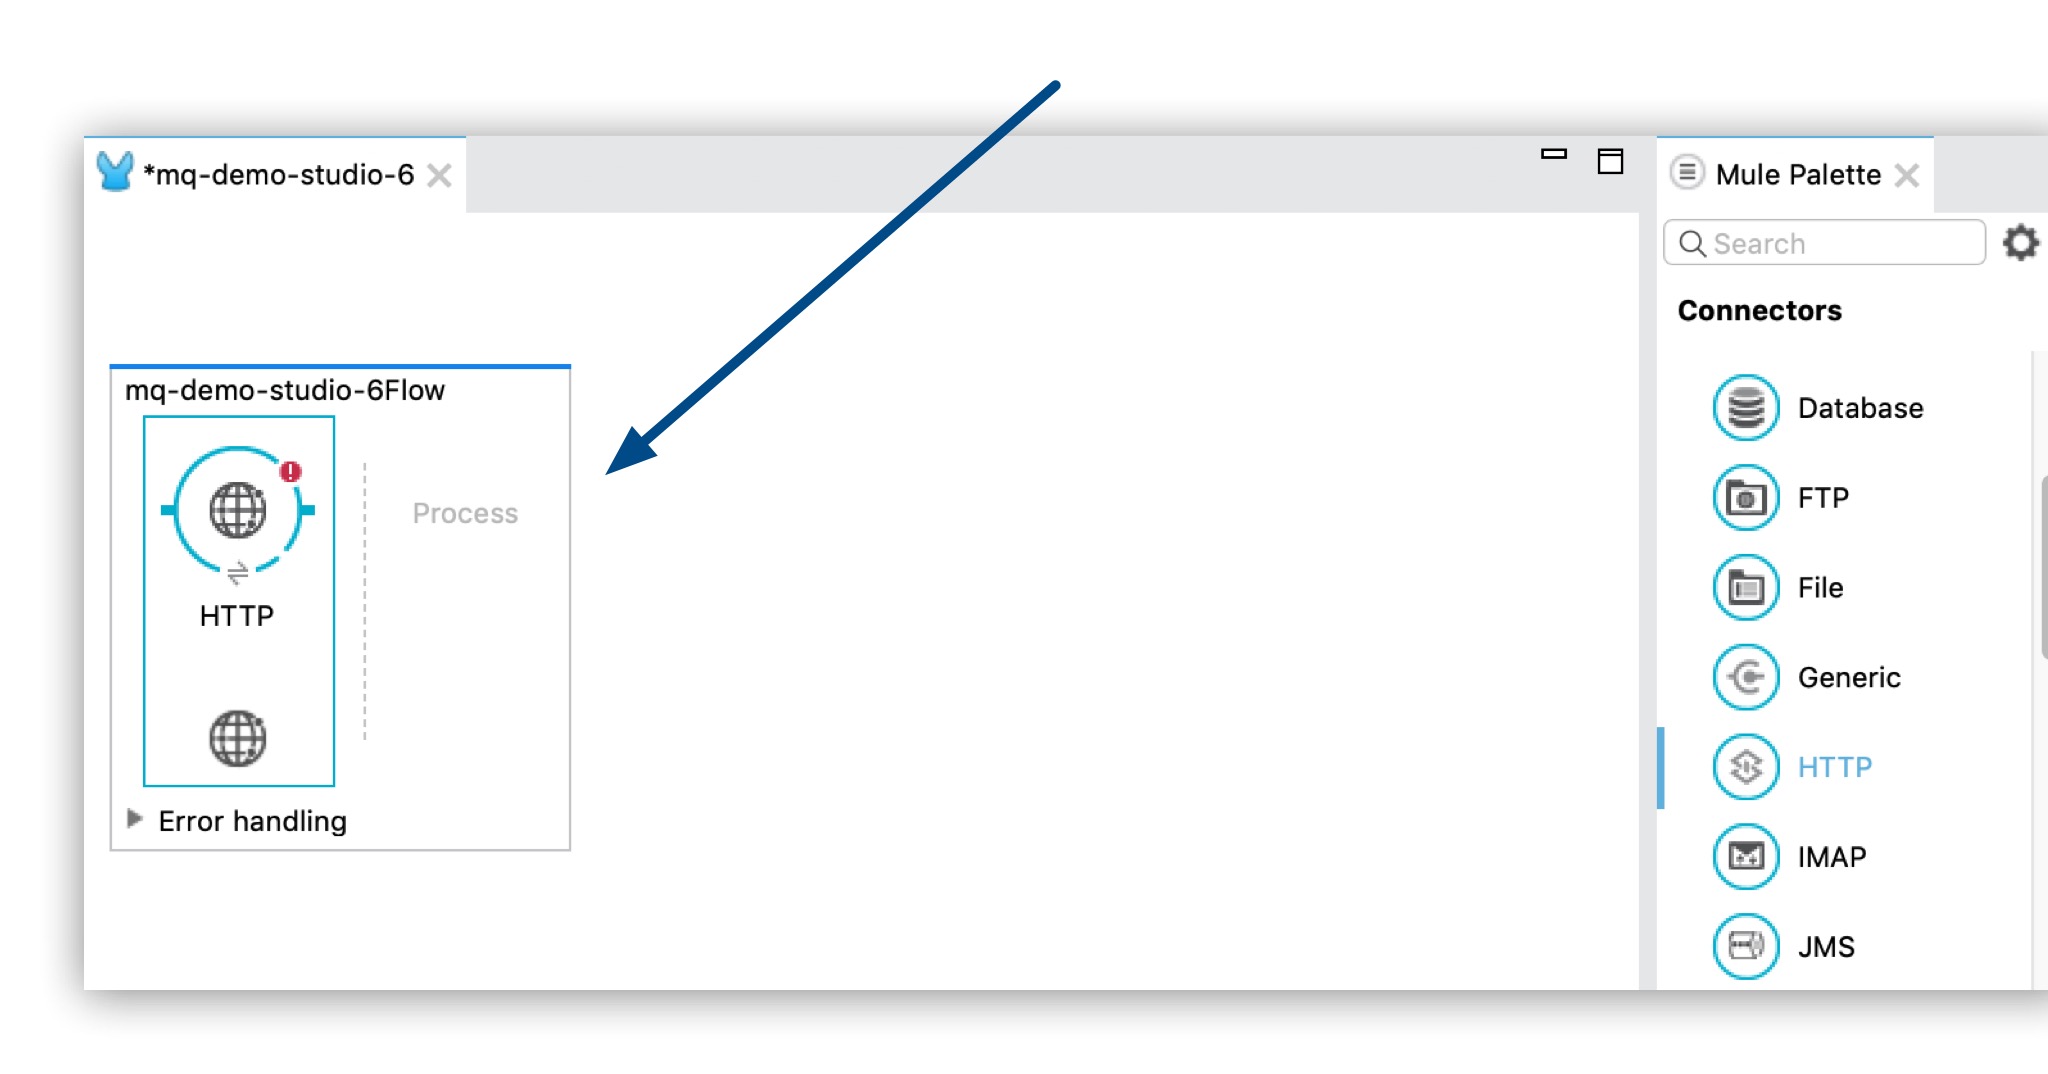 *mq-demo-studio-6
Mule Palette
Search
Connectors
mq-demo-studio-6Flow
Process
HTTP
Error handling
Database
FTP
File
Generic
HTTP
IMAP
JMS